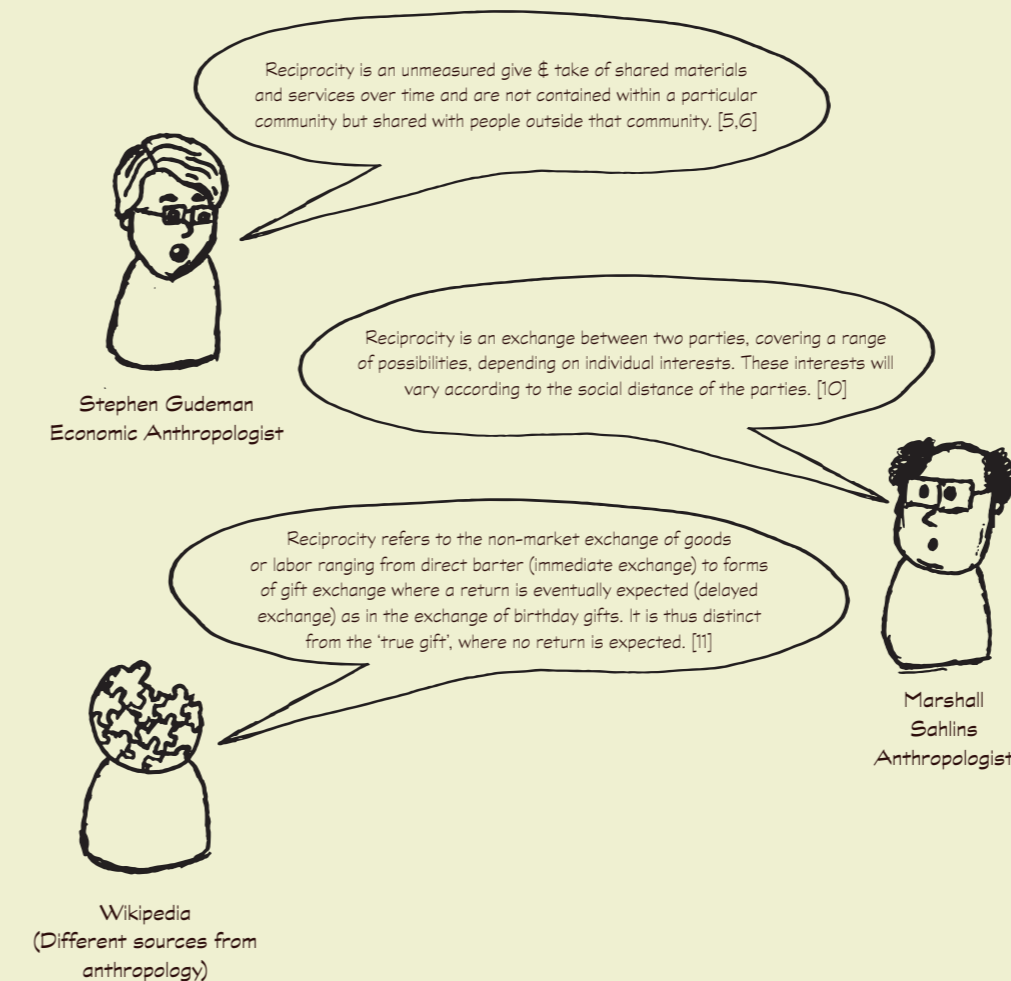 Reciprocity is an unmeasured give & take of shared materials
and services over time and are not contained within a particular
community but shared with people outside that community. [5,6]
Stephen Gudeman
Economic Anthropologist
Reciprocity is an exchange between two parties, covering a range
of possibilities, depending on individual interests. These interests will
vary according to the social distance of the parties. [10]
Marshall
Sahlins
Anthropologist
Reciprocity refers to the non-market exchange of goods
or labor ranging from direct barter (immediate exchange) to forms
of gift exchange where a return is eventually expected (delayed
exchange) as in the exchange of birthday gifts. It is thus distinct
from the 'true gift', where no return is expected. [11]
Wikipedia
(Different sources from
anthropology)